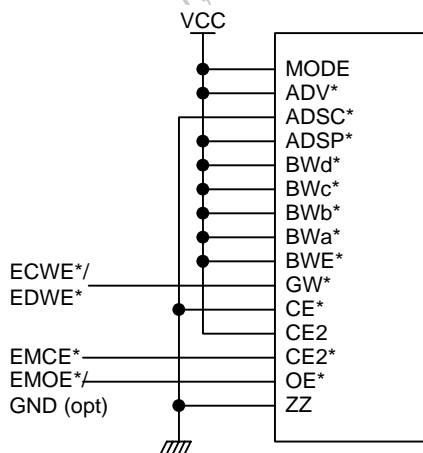 VCC
MODE
ADV*
ADSC*
ADSP*
BWd*
BWc*
BWb*
BWa*
BWE*
ECWE*/
EDWE*
GW*
CE*
CE2
EMCE*
CE2*
EMOE*/
OE*
GND (opt)
ZZ